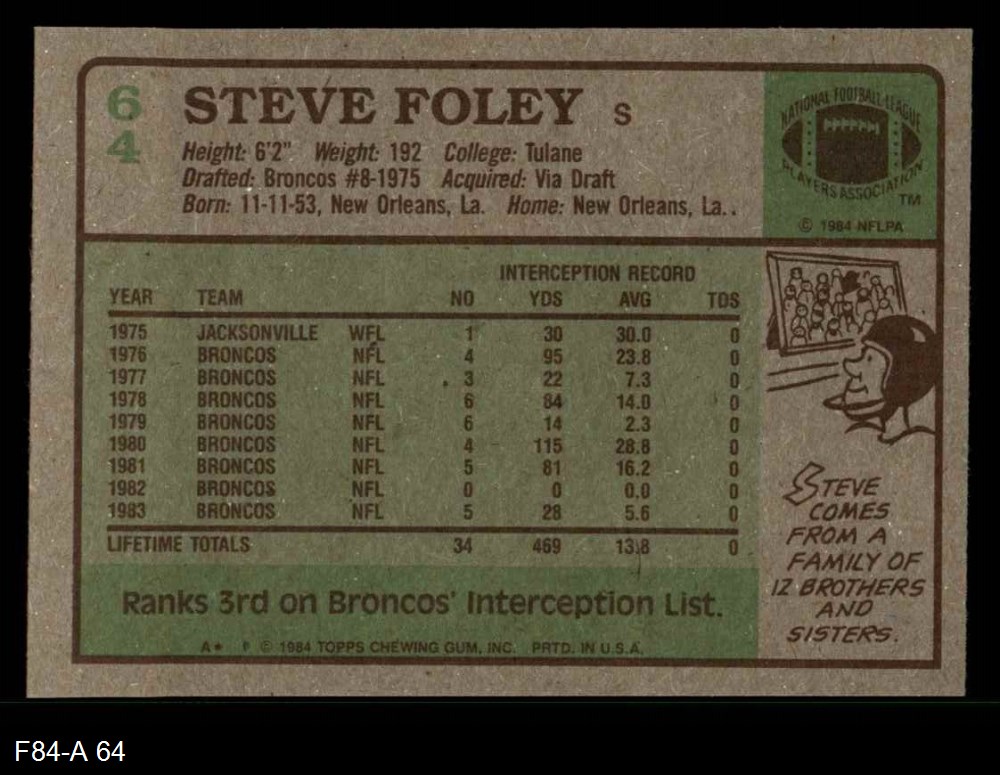 6
4
STEVE FOLEY S
Height: 6'2" Weight: 192 College: Tulane
Drafted: Broncos #8-1975 Acquired: Via Draft
Born: 11-11-53, New Orleans, La. Home: New Orleans, La..
NATIONAL FOOTBALL LEAGUE
PLAYERS ASSOCIATION
TM
© 1984 NFLPA
INTERCEPTION RECORD
YEAR TEAM NO YDS AVG TDS
1975 JACKSONVILLE WFL 1 30 30.0 0
1976 BRONCOS NFL 4 95 23.8 0
1977 BRONCOS NFL 3 22 7.3 0
1978 BRONCOS NFL 6 84 14.0 0
1979 BRONCOS NFL 6 14 2.3 0
1980 BRONCOS NFL 4 115 28.8 0
1981 BRONCOS NFL 5 81 16.2 0
1982 BRONCOS NFL 0 0 0.0 0
1983 BRONCOS NFL 5 28 5.6 0
LIFETIME TOTALS 34 469 13.8 0
STEVE
COMES
FROM A
FAMILY OF
12 BROTHERS
AND
SISTERS.
Ranks 3rd on Broncos' Interception List.
A* P © 1984 TOPPS CHEWING GUM, INC. PRTD. IN U.S.A.
F84-A 64